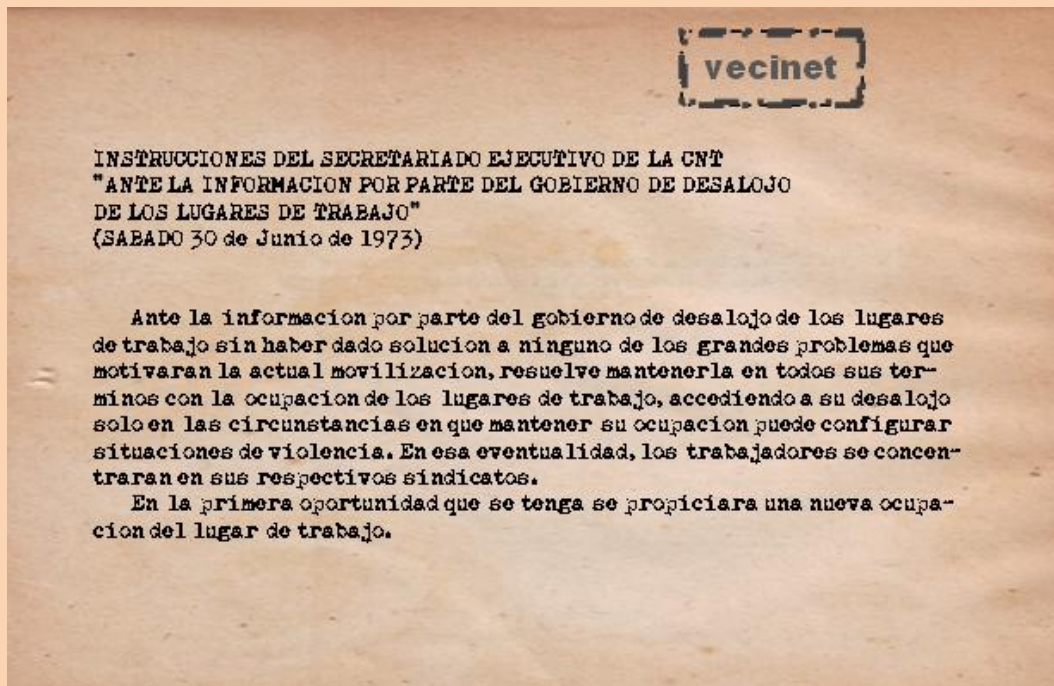 vecinet
INSTRUCCIONES DEL SECRETARIADO EJECUTIVO DE LA CNT
"ANTE LA INFORMACION POR PARTE DEL GOBIERNO DE DESALOJO
DE LOS LUGARES DE TRABAJO"
(SABADO 30 de Junio de 1973)
Ante la informacion por parte del gobierno de desalojo de los lugares
de trabajo sin haber dado solucion a ninguno de los grandes problemas que
motivaran la actual movilizacion, resuelve mantenerla en todos sus ter-
minos con la ocupacion de los lugares de trabajo, accediendo a su desalojo
solo en las circunstancias en que mantener su ocupacion puede configurar
situaciones de violencia. En esa eventualidad, los trabajadores se concen-
traran en sus respectivos sindicatos.
En la primera oportunidad que se tenga se propiciara una nueva ocupa-
cion del lugar de trabajo.